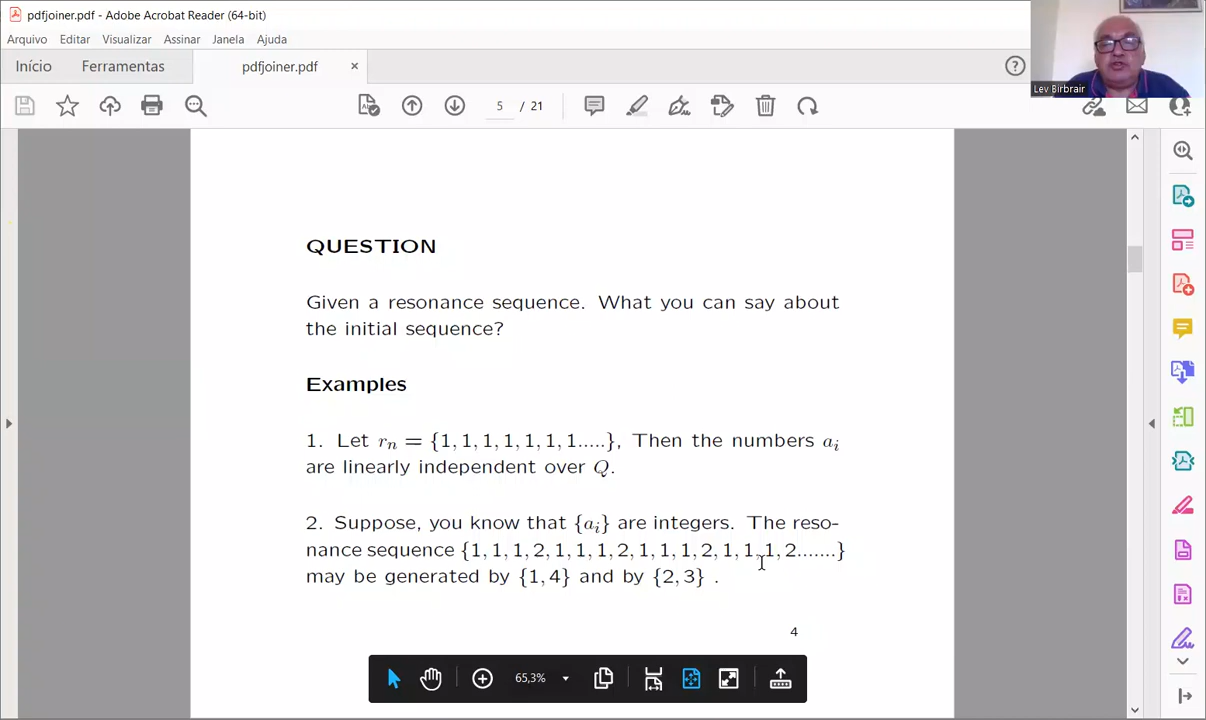 pdfjoiner.pdf - Adobe Acrobat Reader (64-bit)
Arquivo Editar Visualizar Assinar Janela Ajuda
Início Ferramentas pdfjoiner.pdf
5 / 21
Lev Birbrair
QUESTION
Given a resonance sequence. What you can say about
the initial sequence?
Examples
1. Let rₙ = {1, 1, 1, 1, 1, 1, 1.....}, Then the numbers aᵢ
are linearly independent over Q.
2. Suppose, you know that {aᵢ} are integers. The reso-
nance sequence {1, 1, 1, 2, 1, 1, 1, 2, 1, 1, 1, 2, 1, 1, 1, 2.......}
may be generated by {1, 4} and by {2, 3} .
4
65,3%